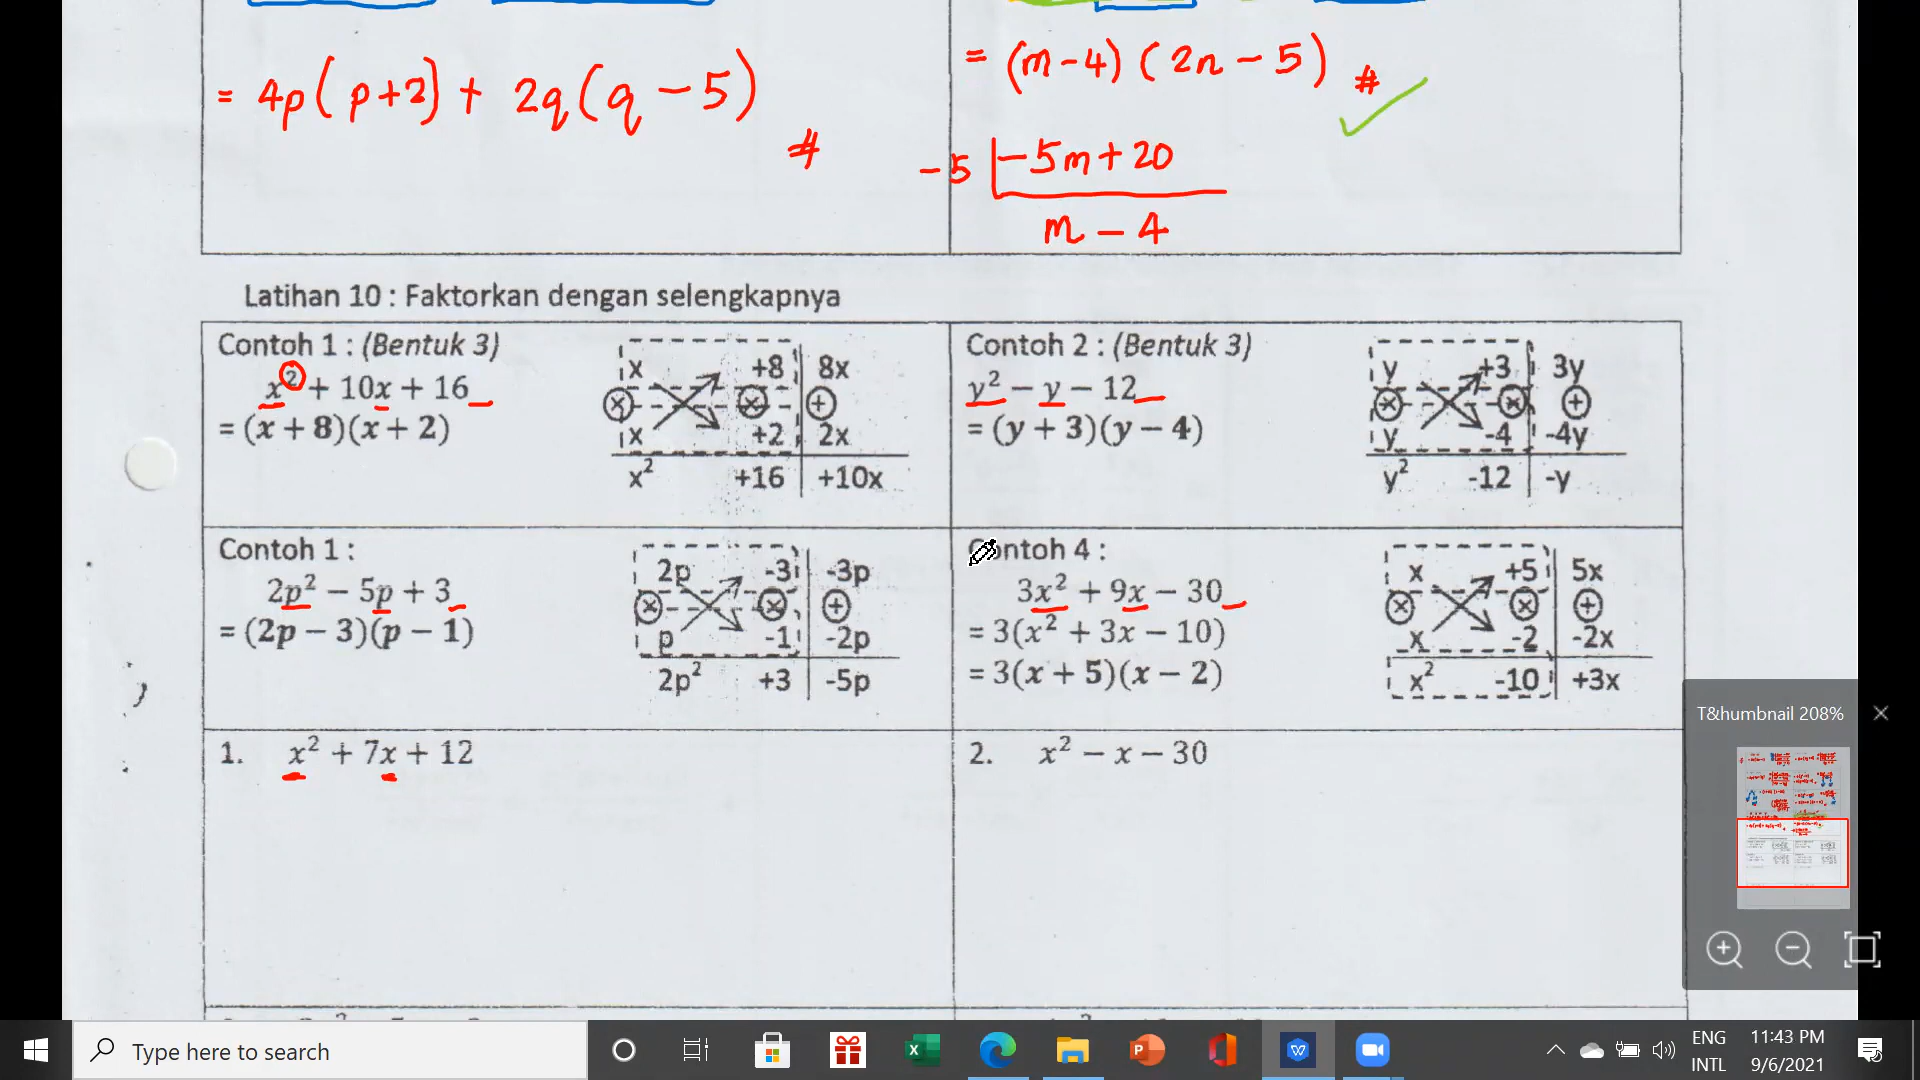 = 4p(p+2) + 2q(q-5)
#
= (m-4)(2n-5) #
-5 | -5m+20
m - 4
Latihan 10 : Faktorkan dengan selengkapnya
Contoh 1 : (Bentuk 3)
x² + 10x + 16
= (x + 8)(x + 2)
x +8 8x
x +2 2x
x² +16 +10x
Contoh 2 : (Bentuk 3)
y² − y − 12
= (y + 3)(y − 4)
y +3 3y
y -4 -4y
y² -12 -y
Contoh 1 :
2p² − 5p + 3
= (2p − 3)(p − 1)
2p -3 -3p
p -1 -2p
2p² +3 -5p
Contoh 4 :
3x² + 9x − 30
= 3(x² + 3x − 10)
= 3(x + 5)(x − 2)
x +5 5x
x -2 -2x
x² -10 +3x
1. x² + 7x + 12
2. x² − x − 30
T&humbnail 208%
Type here to search
ENG
INTL
11:43 PM
9/6/2021